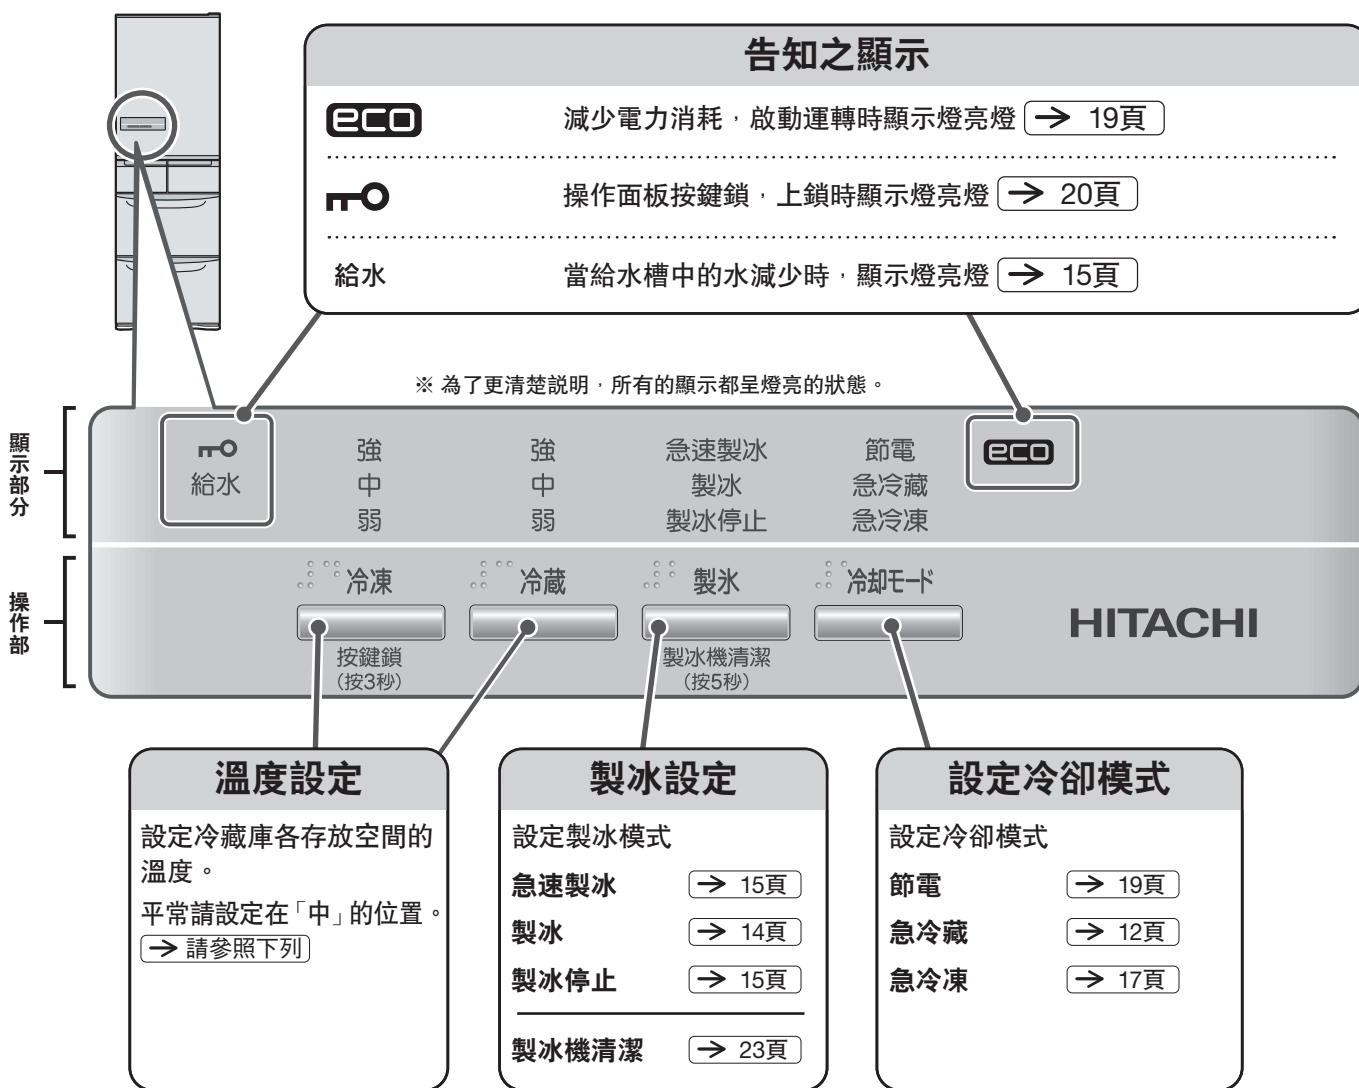 告知之顯示
eco 減少電力消耗，啟動運轉時顯示燈亮燈 → 19頁
操作面板按鍵鎖，上鎖時顯示燈亮燈 → 20頁
給水 當給水槽中的水減少時，顯示燈亮燈 → 15頁
※ 為了更清楚説明，所有的顯示都呈燈亮的狀態。
顯示部分
強 強 急速製冰 節電 eco
給水 中 中 製冰 急冷藏
弱 弱 製冰停止 急冷凍
操作部
冷凍 冷蔵 製氷 冷却モード
HITACHI
按鍵鎖 製冰機清潔
（按3秒） （按5秒）
溫度設定
設定冷藏庫各存放空間的
溫度。
平常請設定在「中」的位置。
→ 請參照下列
製冰設定
設定製冰模式
急速製冰 → 15頁
製冰 → 14頁
製冰停止 → 15頁
製冰機清潔 → 23頁
設定冷卻模式
設定冷卻模式
節電 → 19頁
急冷藏 → 12頁
急冷凍 → 17頁